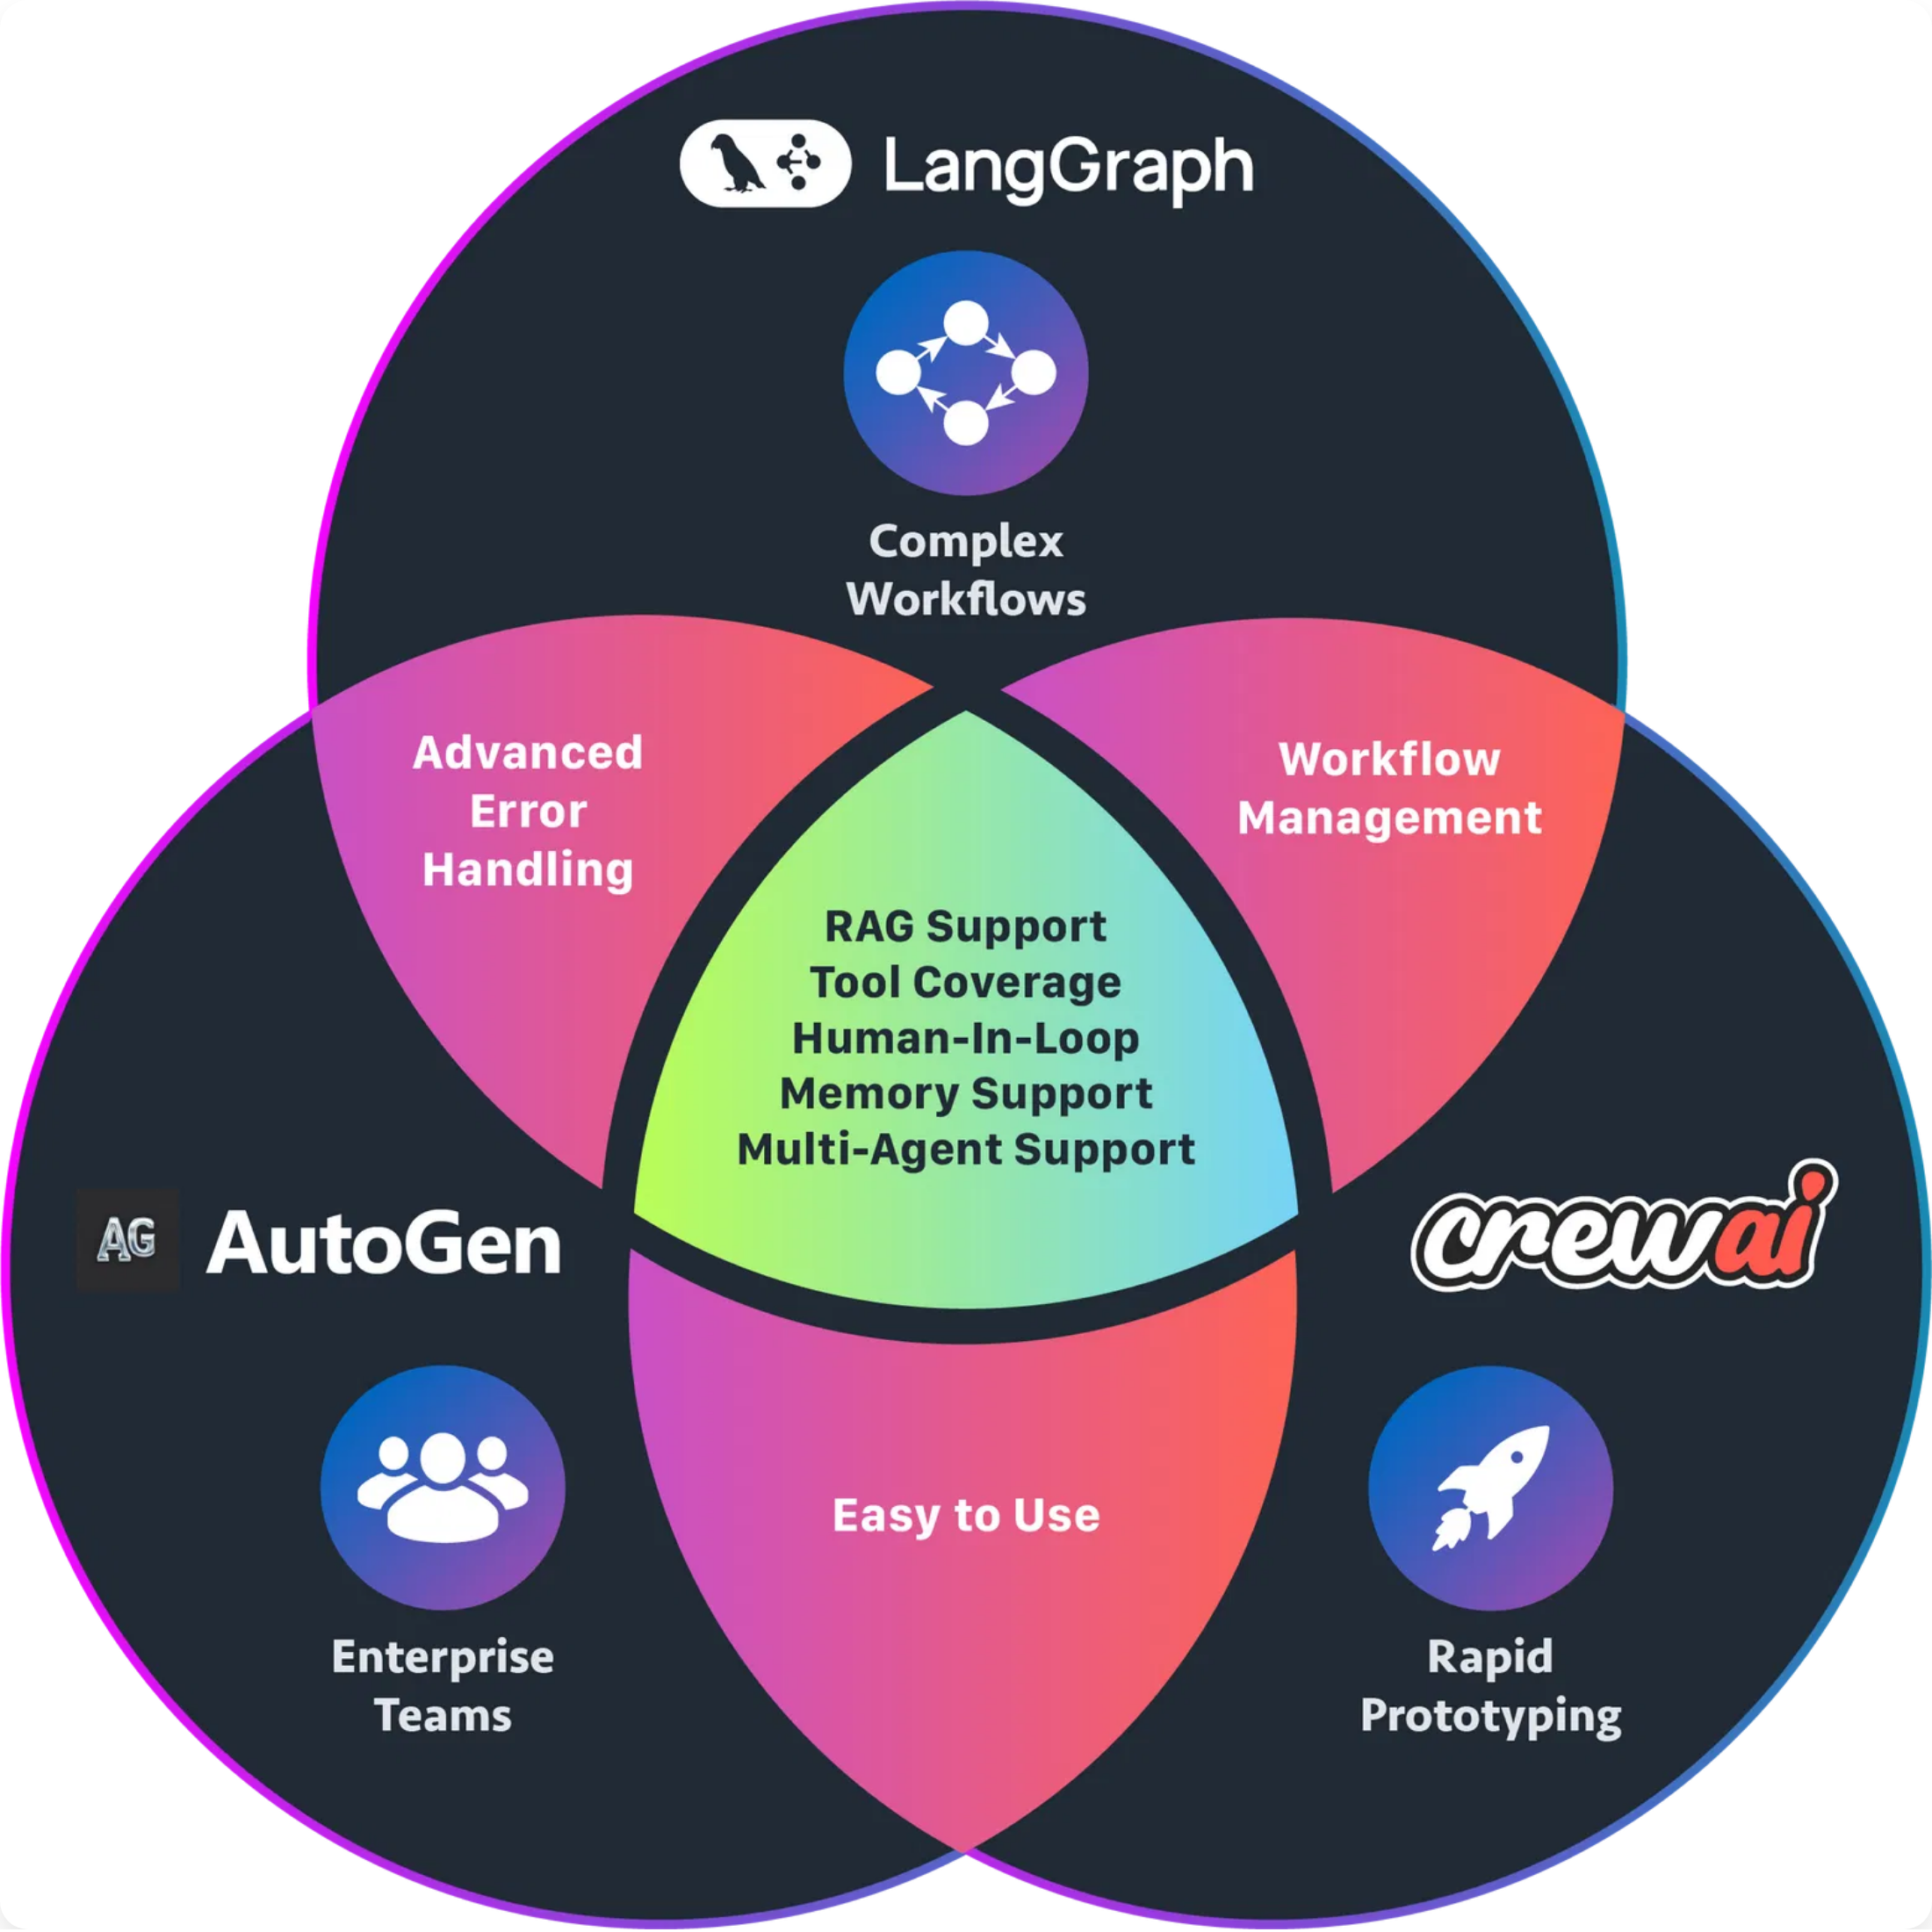 LangGraph
Complex
Workflows
Advanced
Error
Handling
Workflow
Management
RAG Support
Tool Coverage
Human-In-Loop
Memory Support
Multi-Agent Support
AG AutoGen
crewai
Easy to Use
Enterprise
Teams
Rapid
Prototyping